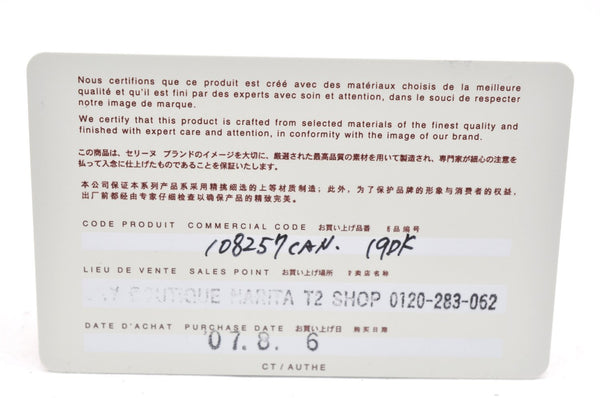 Nous certifions que ce produit est créé avec des matériaux choisis de la meilleure
qualité et qu'il est fini par des experts avec soin et attention, dans le souci de respecter
notre image de marque.
We certify that this product is crafted from selected materials of the finest quality and
finished with expert care and attention, in conformity with the image of our brand.
この商品は、セリーヌ ブランドのイメージを大切に、厳選された最高品質の素材を用いて製造され、専門家が細心の注意を
払って入念に仕上げたものであることを保証いたします。
本公司保证本系列产品系采用精挑细选的上等材质制造；此外，为了保护品牌的形象与消费者的权益，
出厂前都经由专家仔细检查以确保产品的精致完美。
CODE PRODUIT COMMERCIAL CODE お買い上げ品番 商品编号
108257CAN. 19DK
LIEU DE VENTE SALES POINT お買い上げ場所 卖店名称
BOUTIQUE NARITA T2 SHOP 0120-283-062
DATE D'ACHAT PURCHASE DATE お買い上げ日 购买日期
07. 8. 6
CT / AUTHE